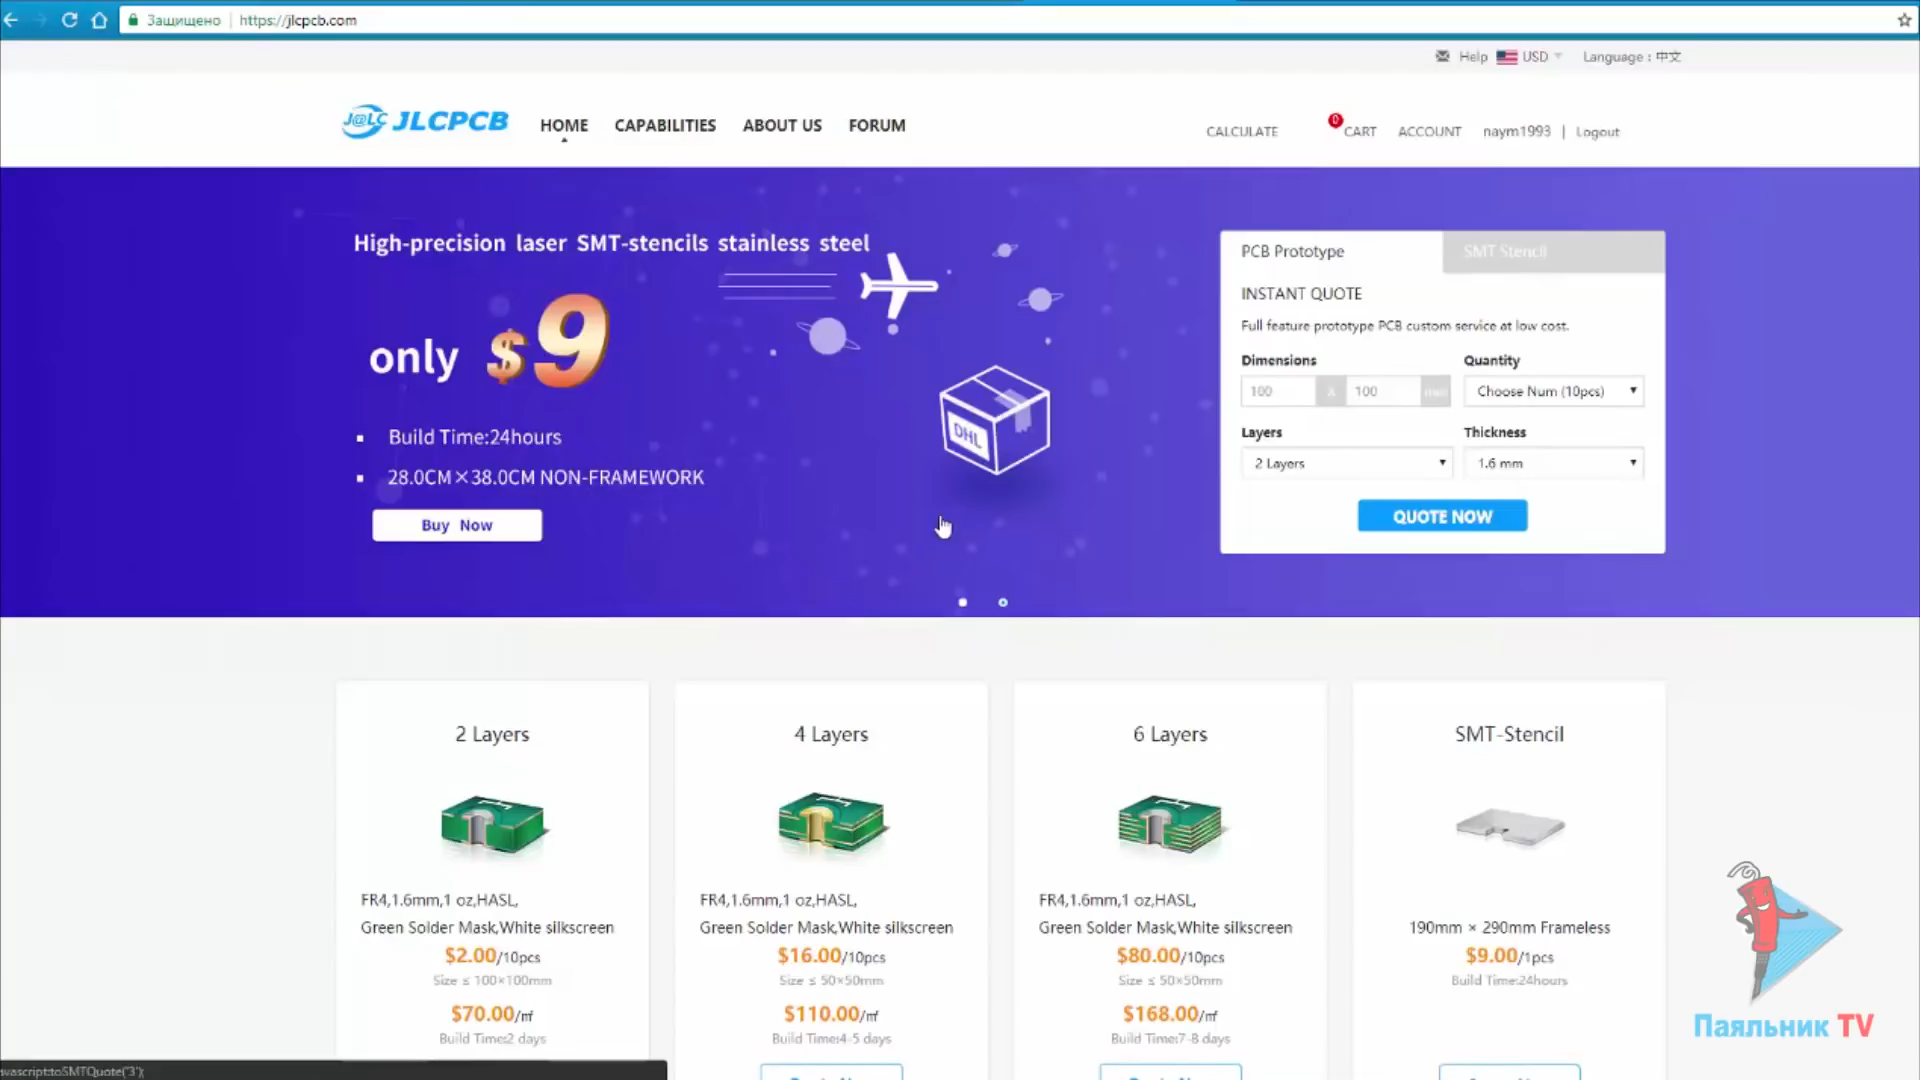 Защищено | https://jlcpcb.com
Help USD Language : 中文
J@LC JLCPCB HOME CAPABILITIES ABOUT US FORUM
CALCULATE 0 CART ACCOUNT naym1993 | Logout
High-precision laser SMT-stencils stainless steel
only $9
Build Time:24hours
28.0CM×38.0CM NON-FRAMEWORK
Buy Now
DHL
PCB Prototype SMT Stencil
INSTANT QUOTE
Full feature prototype PCB custom service at low cost.
Dimensions Quantity
100 X 100 mm Choose Num (10pcs)
Layers Thickness
2 Layers 1.6 mm
QUOTE NOW
2 Layers
FR4,1.6mm,1 oz,HASL,
Green Solder Mask,White silkscreen
$2.00/10pcs
Size ≤ 100×100mm
$70.00/㎡
Build Time:2 days
4 Layers
FR4,1.6mm,1 oz,HASL,
Green Solder Mask,White silkscreen
$16.00/10pcs
Size ≤ 50×50mm
$110.00/㎡
Build Time:4-5 days
6 Layers
FR4,1.6mm,1 oz,HASL,
Green Solder Mask,White silkscreen
$80.00/10pcs
Size ≤ 50×50mm
$168.00/㎡
Build Time:7-8 days
SMT-Stencil
190mm × 290mm Frameless
$9.00/1pcs
Build Time:24hours
Паяльник TV
avascript:toSMTQuote('3');